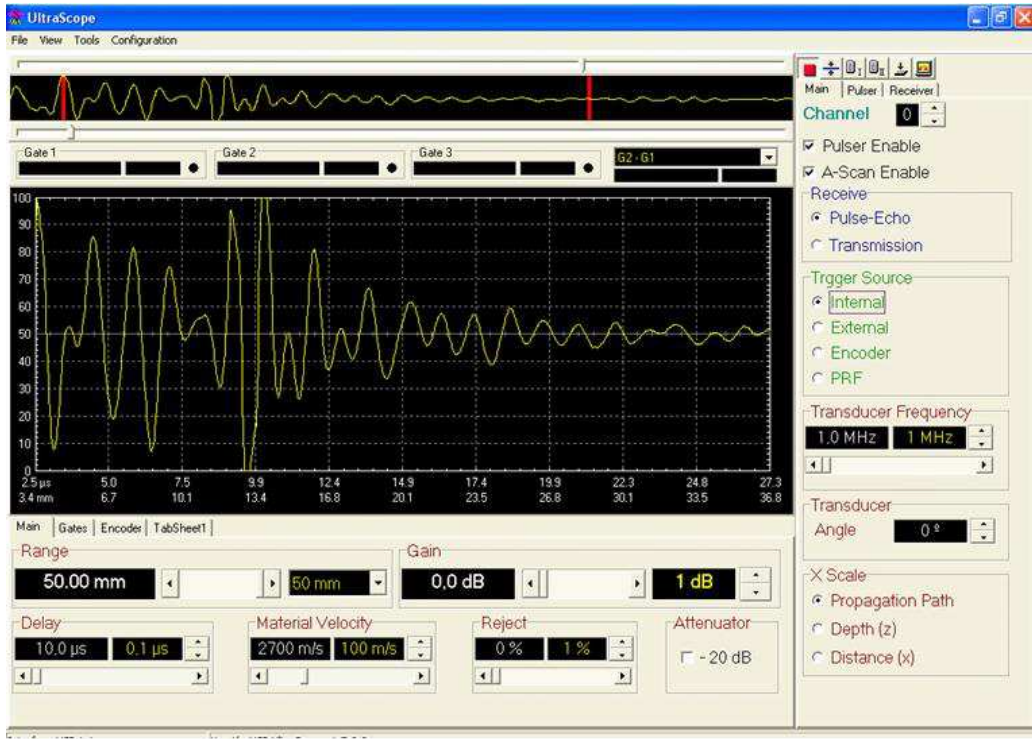 UltraScope
File View Tools Configuration
Main Pulser Receiver
Channel 0
Pulser Enable
A-Scan Enable
Receive
Pulse-Echo
Transmission
Trgger Source
Internal
External
Encoder
PRF
Transducer Frequency
1,0 MHz 1 MHz
Transducer
Angle 0 º
X Scale
Propagation Path
Depth (z)
Distance (x)
Gate 1 Gate 2 Gate 3
G2 - G1
100
90
80
70
60
50
40
30
20
10
0
2.5 µs 5.0 7.5 9.9 12.4 14.9 17.4 19.9 22.3 24.8 27.3
3.4 mm 6.7 10.1 13.4 16.8 20.1 23.5 26.8 30.1 33.5 36.8
Main Gates Encoder TabSheet1
Range Gain
50.00 mm 50 mm 0,0 dB 1 dB
Delay Material Velocity Reject Attenuator
10,0 µs 0.1 µs 2700 m/s 100 m/s 0 % 1 % - 20 dB